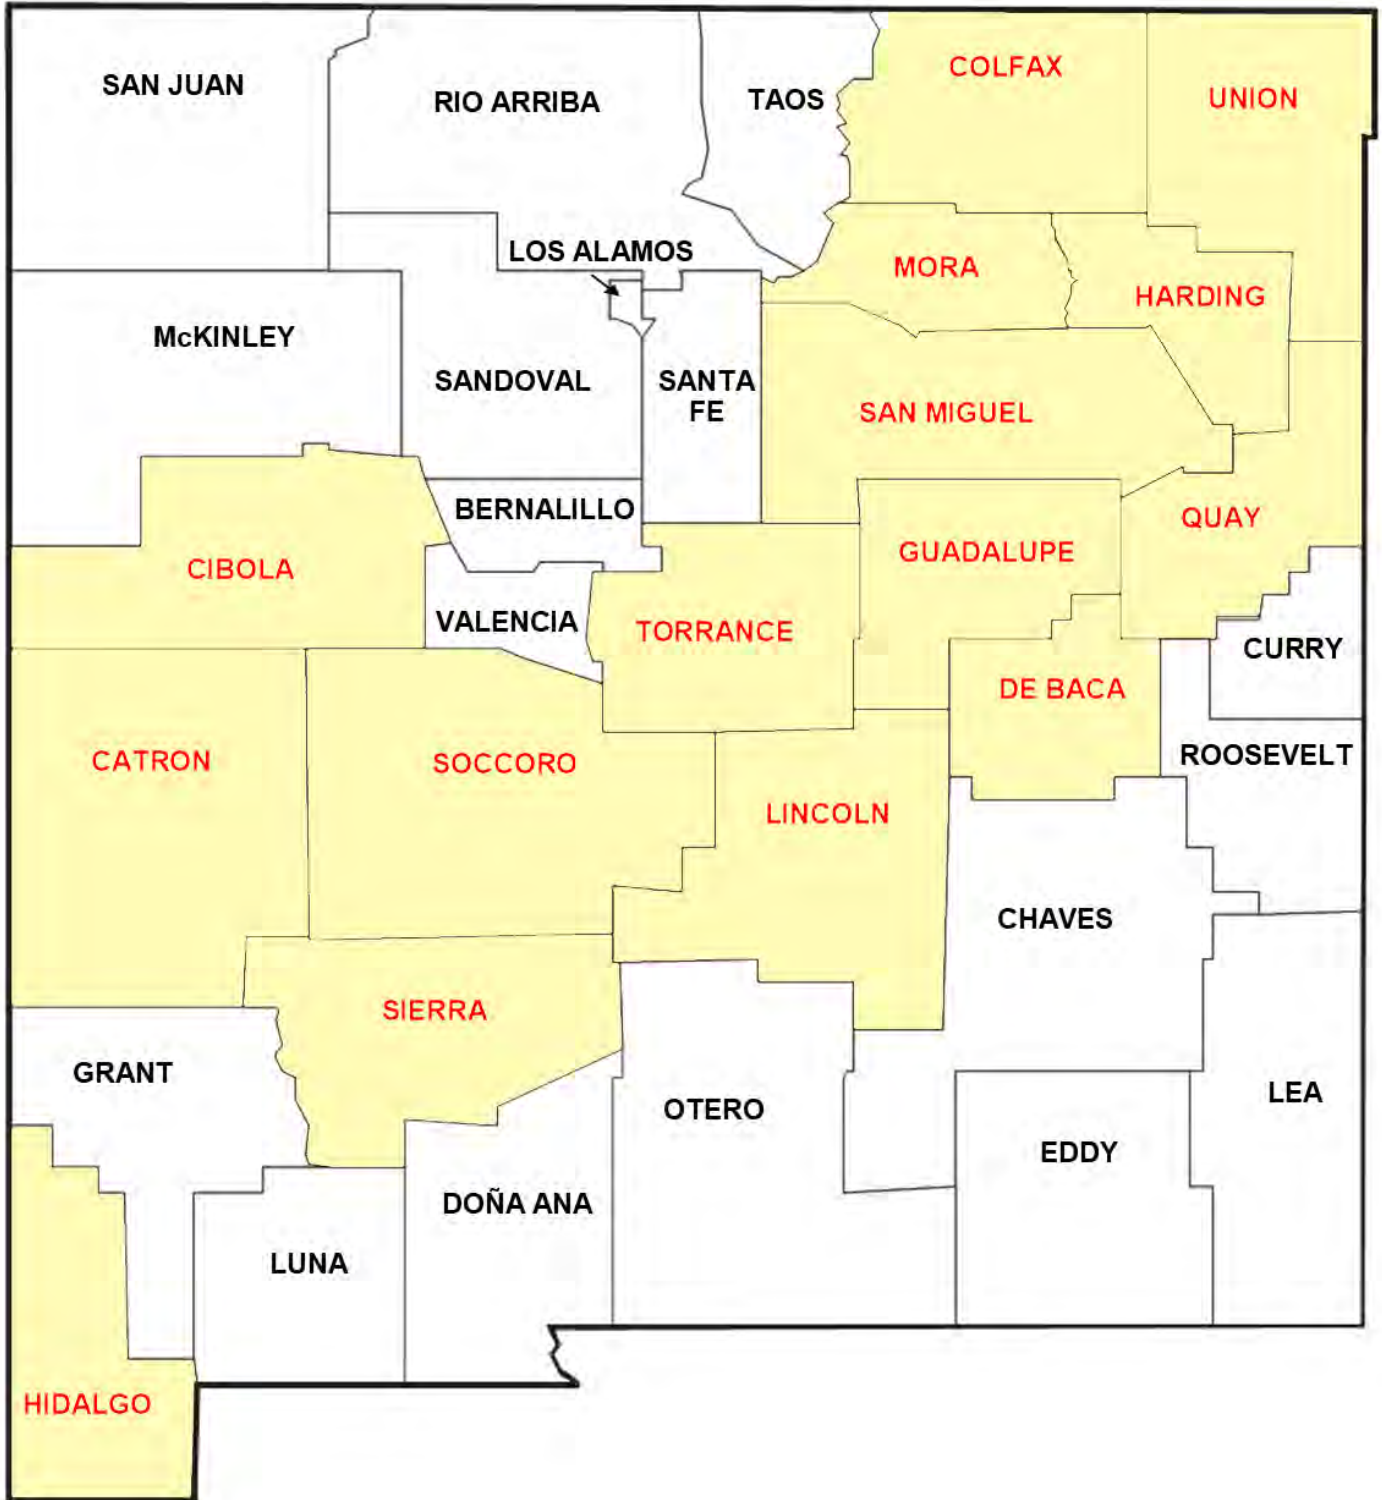 COLFAX
SAN JUAN
RIO ARRIBA
TAOS
UNION
LOS ALAMOS
MORA
HARDING
McKINLEY
SANDOVAL
SANTA
FE
SAN MIGUEL
BERNALILLO
QUAY
GUADALUPE
CIBOLA
VALENCIA
TORRANCE
CURRY
DE BACA
CATRON
SOCCORO
ROOSEVELT
LINCOLN
CHAVES
SIERRA
GRANT
OTERO
LEA
EDDY
DOÑA ANA
LUNA
HIDALGO